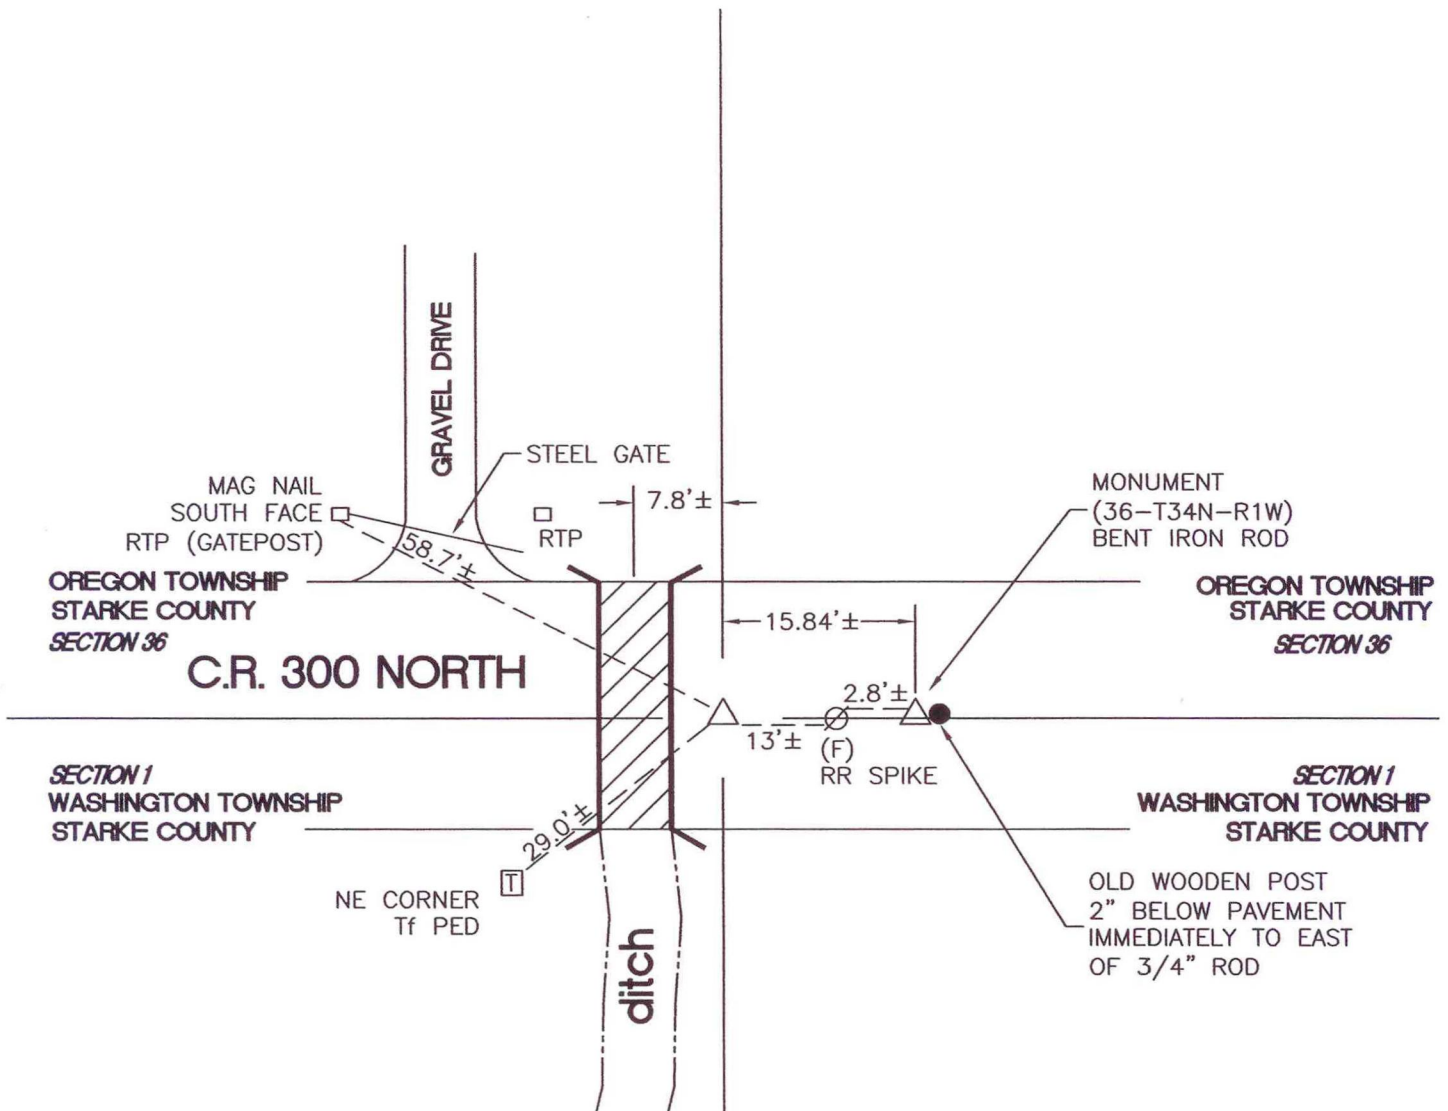 GRAVEL DRIVE
STEEL GATE
MAG NAIL
SOUTH FACE
RTP (GATEPOST)
RTP
7.8'±
58.7'±
MONUMENT
(36-T34N-R1W)
BENT IRON ROD
OREGON TOWNSHIP
STARKE COUNTY
SECTION 36
OREGON TOWNSHIP
STARKE COUNTY
SECTION 36
C.R. 300 NORTH
15.84'±
2.8'±
13'±
(F)
RR SPIKE
SECTION 1
WASHINGTON TOWNSHIP
STARKE COUNTY
SECTION 1
WASHINGTON TOWNSHIP
STARKE COUNTY
29.0'±
T
NE CORNER
Tf PED
OLD WOODEN POST
2" BELOW PAVEMENT
IMMEDIATELY TO EAST
OF 3/4" ROD
ditch